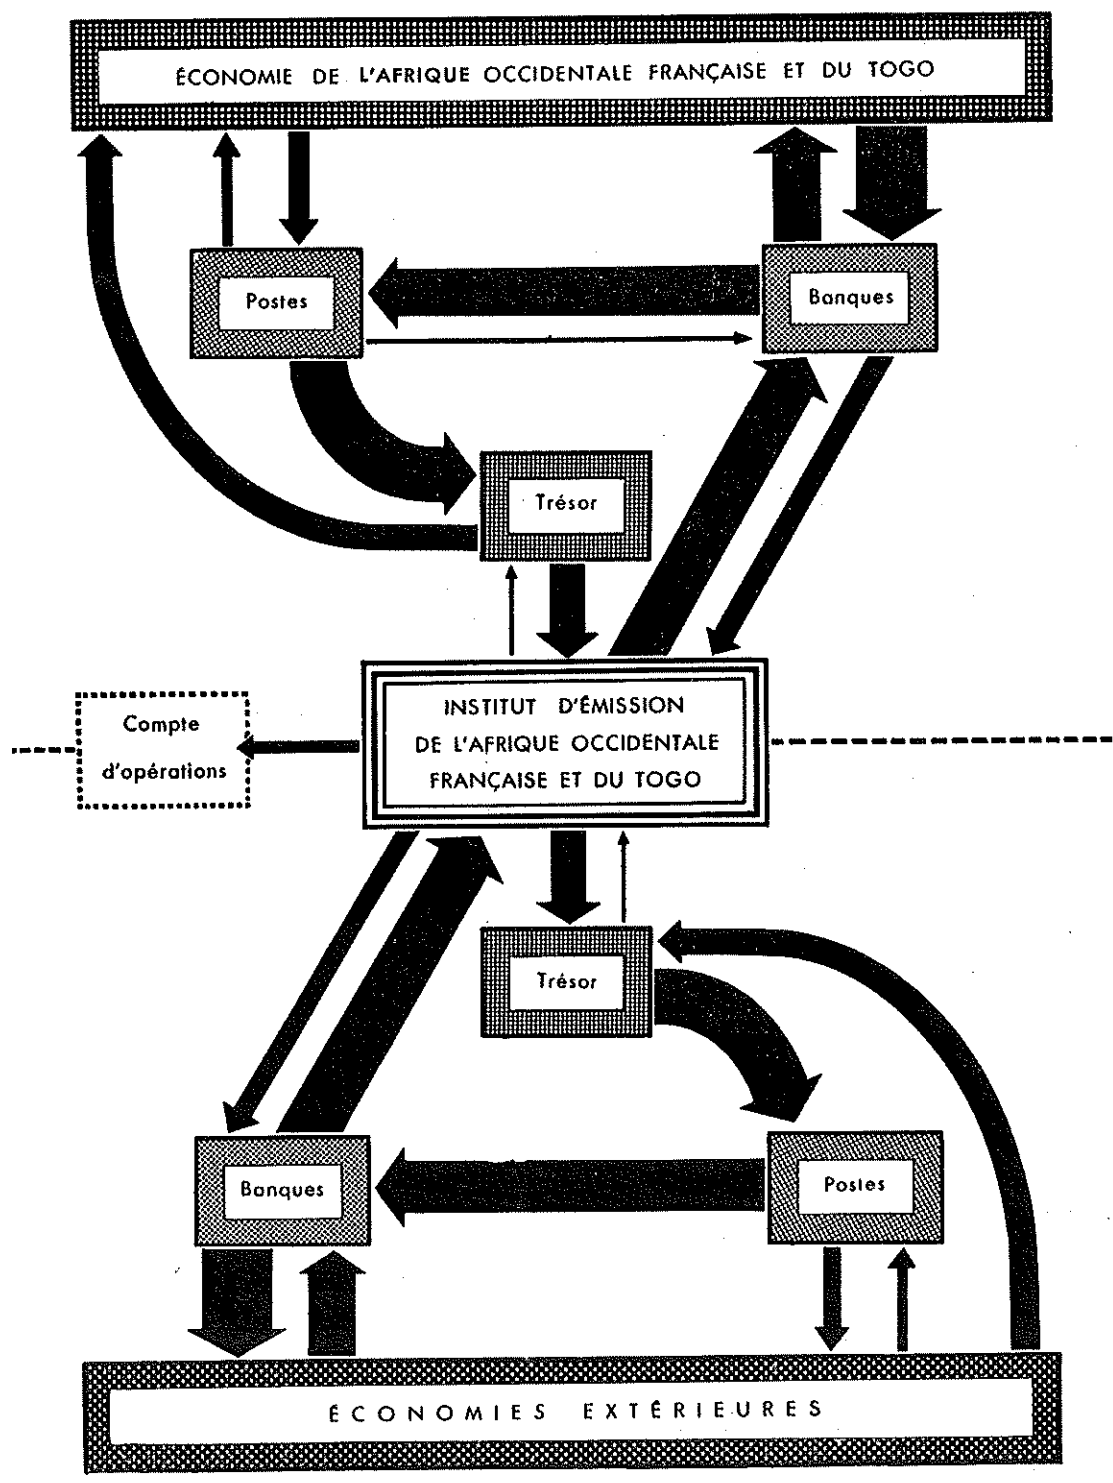 ÉCONOMIE DE L'AFRIQUE OCCIDENTALE FRANÇAISE ET DU TOGO
Postes
Banques
Trésor
INSTITUT D'ÉMISSION
DE L'AFRIQUE OCCIDENTALE
FRANÇAISE ET DU TOGO
Compte
d'opérations
Trésor
Banques
Postes
ÉCONOMIES EXTÉRIEURES